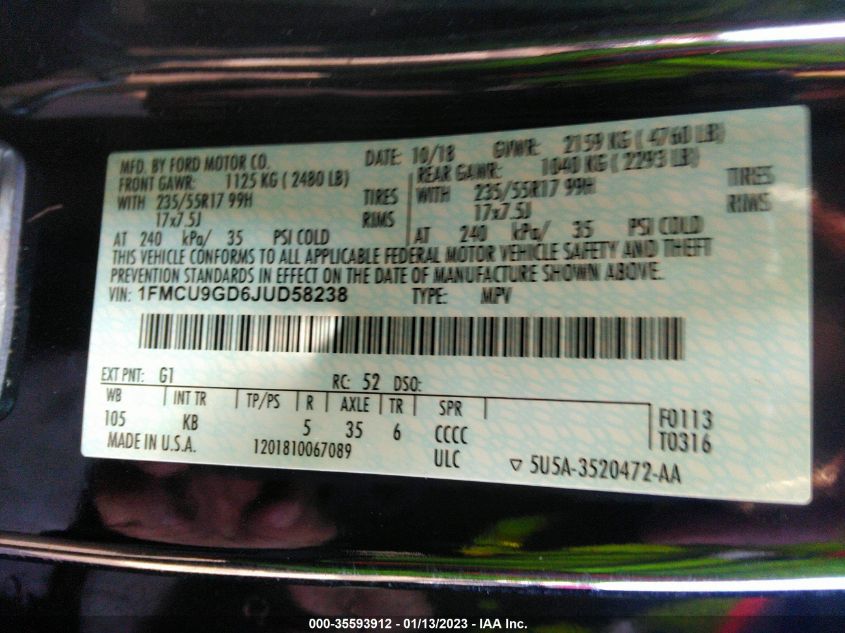 MFD. BY FORD MOTOR CO. DATE: 10/18 GVWR: 2159 KG ( 4760 LB)
FRONT GAWR: 1125 KG ( 2480 LB) REAR GAWR: 1040 KG ( 2293 LB)
WITH 235/55R17 99H TIRES WITH 235/55R17 99H TIRES
17x7.5J RIMS 17x7.5J RIMS
AT 240 kPa/ 35 PSI COLD AT 240 kPa/ 35 PSI COLD
THIS VEHICLE CONFORMS TO ALL APPLICABLE FEDERAL MOTOR VEHICLE SAFETY AND THEFT
PREVENTION STANDARDS IN EFFECT ON THE DATE OF MANUFACTURE SHOWN ABOVE.
VIN: 1FMCU9GD6JUD58238 TYPE: MPV
EXT PNT: G1 RC: 52 DSO:
WB INT TR TP/PS R AXLE TR SPR
105 KB 5 35 6 CCCC F0113
MADE IN U.S.A. 1201810067089 ULC T0316
▽ 5U5A-3520472-AA
000-35593912 - 01/13/2023 - IAA Inc.